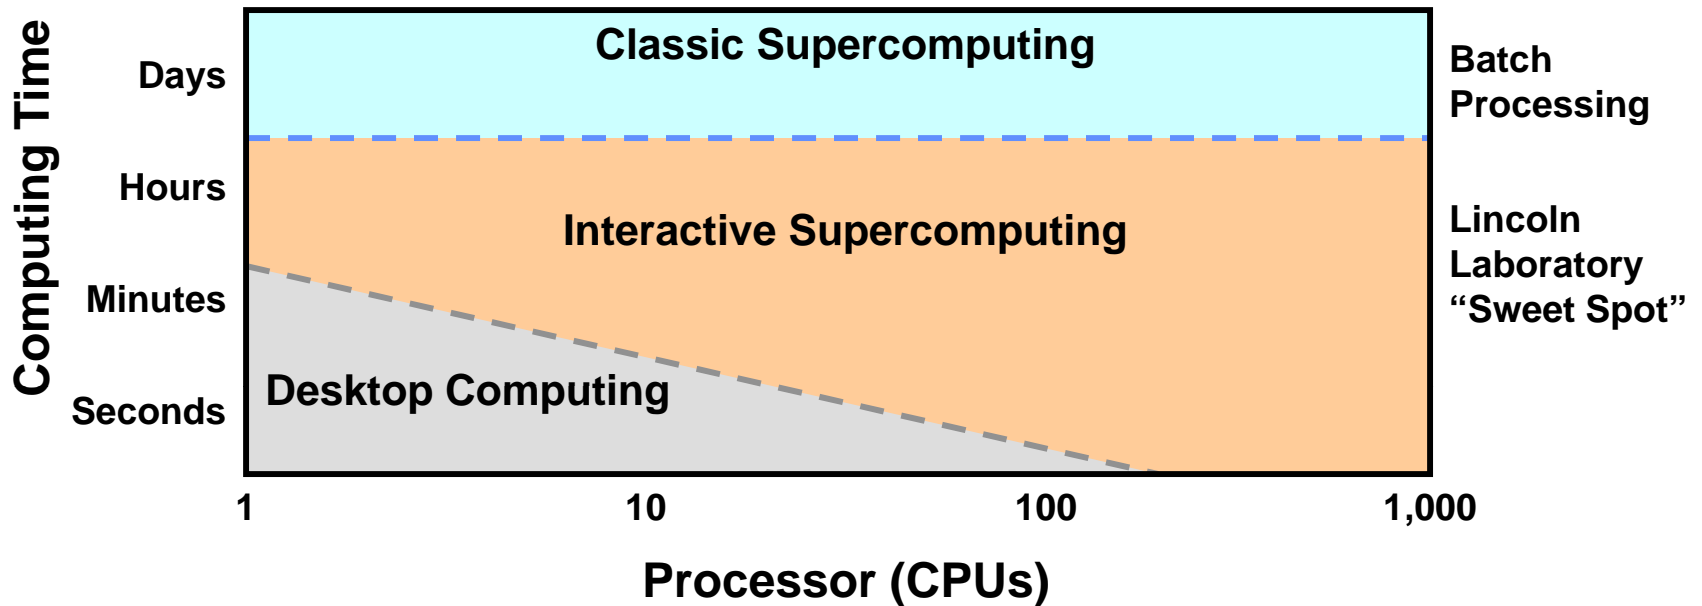 Computing Time
Days
Hours
Minutes
Seconds
Classic Supercomputing
Interactive Supercomputing
Desktop Computing
Batch
Processing
Lincoln
Laboratory
“Sweet Spot”
1 10 100 1,000
Processor (CPUs)